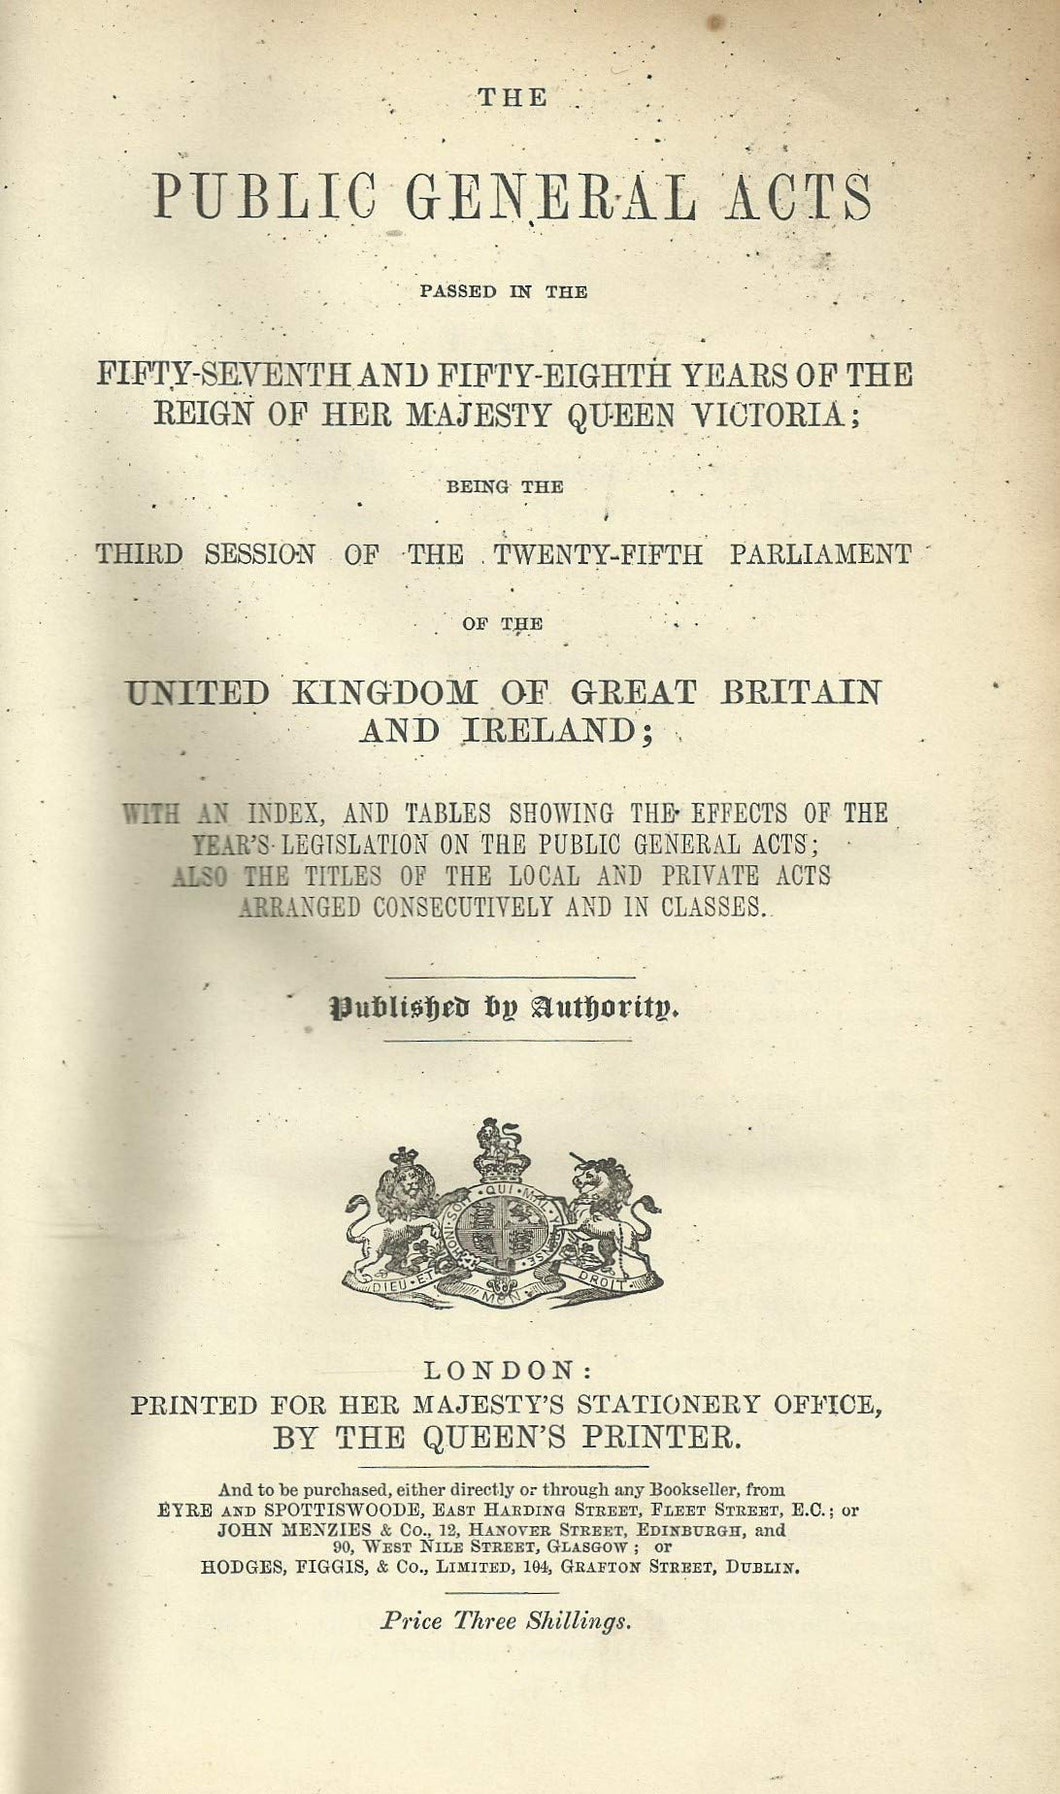 THE
PUBLIC GENERAL ACTS
PASSED IN THE
FIFTY-SEVENTH AND FIFTY-EIGHTH YEARS OF THE
REIGN OF HER MAJESTY QUEEN VICTORIA;
BEING THE
THIRD SESSION OF THE TWENTY-FIFTH PARLIAMENT
OF THE
UNITED KINGDOM OF GREAT BRITAIN
AND IRELAND;
WITH AN INDEX, AND TABLES SHOWING THE EFFECTS OF THE
YEAR'S LEGISLATION ON THE PUBLIC GENERAL ACTS;
ALSO THE TITLES OF THE LOCAL AND PRIVATE ACTS
ARRANGED CONSECUTIVELY AND IN CLASSES.
Published by Authority.
HONI · SOIT · QUI · MAL · Y · PENSE ·
DIEU · ET · MON · DROIT ·
LONDON:
PRINTED FOR HER MAJESTY'S STATIONERY OFFICE,
BY THE QUEEN'S PRINTER.
And to be purchased, either directly or through any Bookseller, from
EYRE AND SPOTTISWOODE, EAST HARDING STREET, FLEET STREET, E.C.; or
JOHN MENZIES & Co., 12, HANOVER STREET, EDINBURGH, and
90, WEST NILE STREET, GLASGOW; or
HODGES, FIGGIS, & Co., LIMITED, 104, GRAFTON STREET, DUBLIN.
Price Three Shillings.